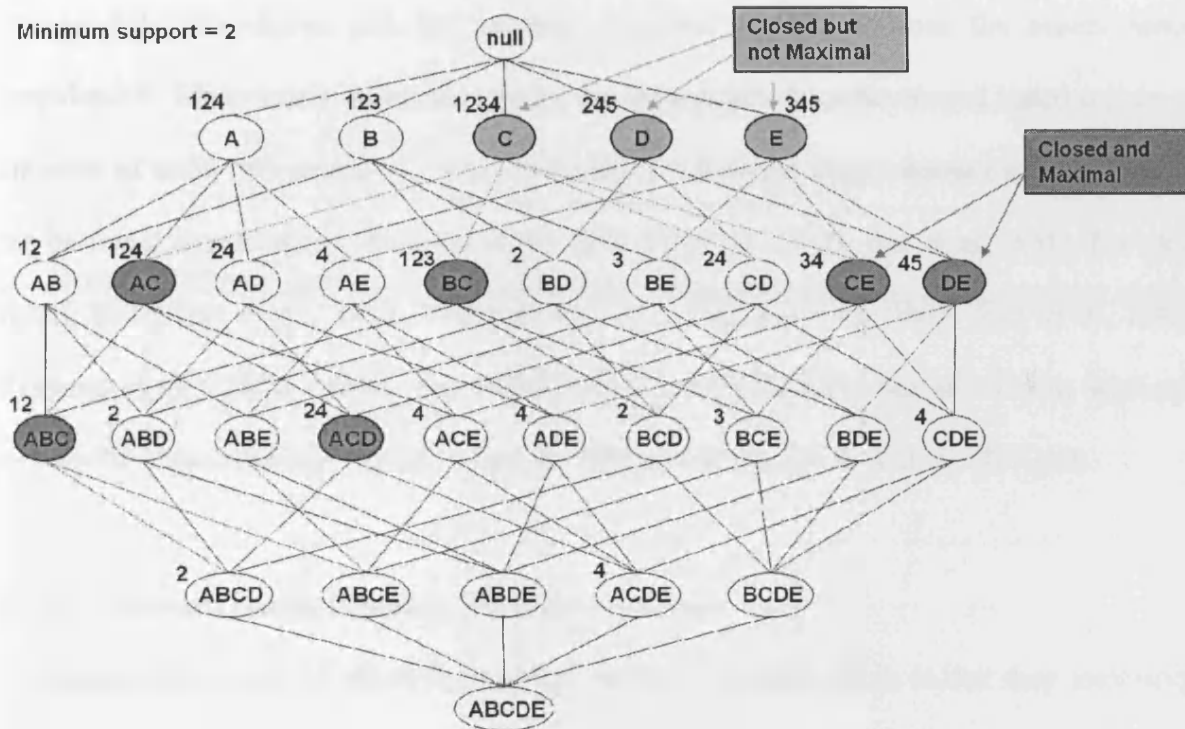 Minimum support = 2
null
Closed but
not Maximal
124
123
1234
245
345
A
B
C
D
E
Closed and
Maximal
12
124
24
4
123
2
3
24
34
45
AB
AC
AD
AE
BC
BD
BE
CD
CE
DE
12
2
24
4
4
2
3
4
ABC
ABD
ABE
ACD
ACE
ADE
BCD
BCE
BDE
CDE
2
4
ABCD
ABCE
ABDE
ACDE
BCDE
ABCDE